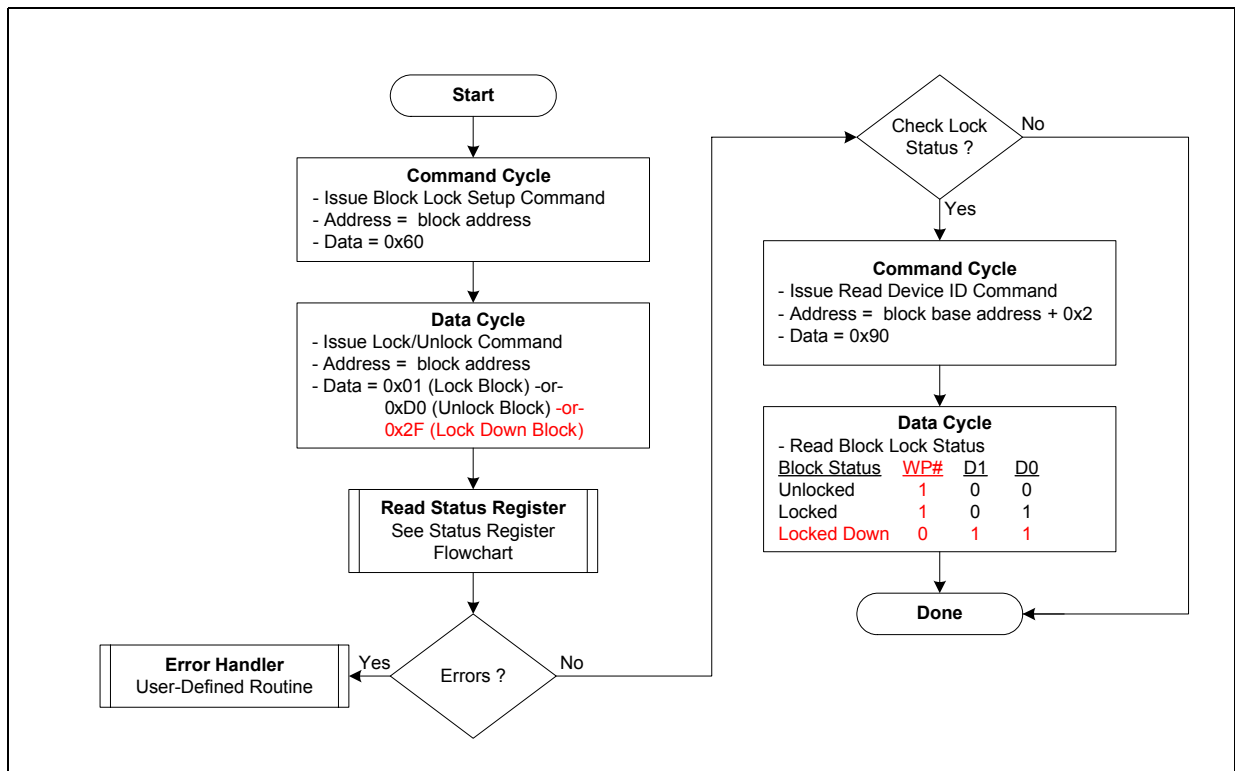 Start
Command Cycle
- Issue Block Lock Setup Command
- Address = block address
- Data = 0x60
Data Cycle
- Issue Lock/Unlock Command
- Address = block address
- Data = 0x01 (Lock Block) -or-
0xD0 (Unlock Block) -or-
0x2F (Lock Down Block)
Read Status Register
See Status Register
Flowchart
Errors ?
Yes
No
Error Handler
User-Defined Routine
Check Lock
Status ?
No
Yes
Command Cycle
- Issue Read Device ID Command
- Address = block base address + 0x2
- Data = 0x90
Data Cycle
- Read Block Lock Status
Block Status WP# D1 D0
Unlocked 1 0 0
Locked 1 0 1
Locked Down 0 1 1
Done